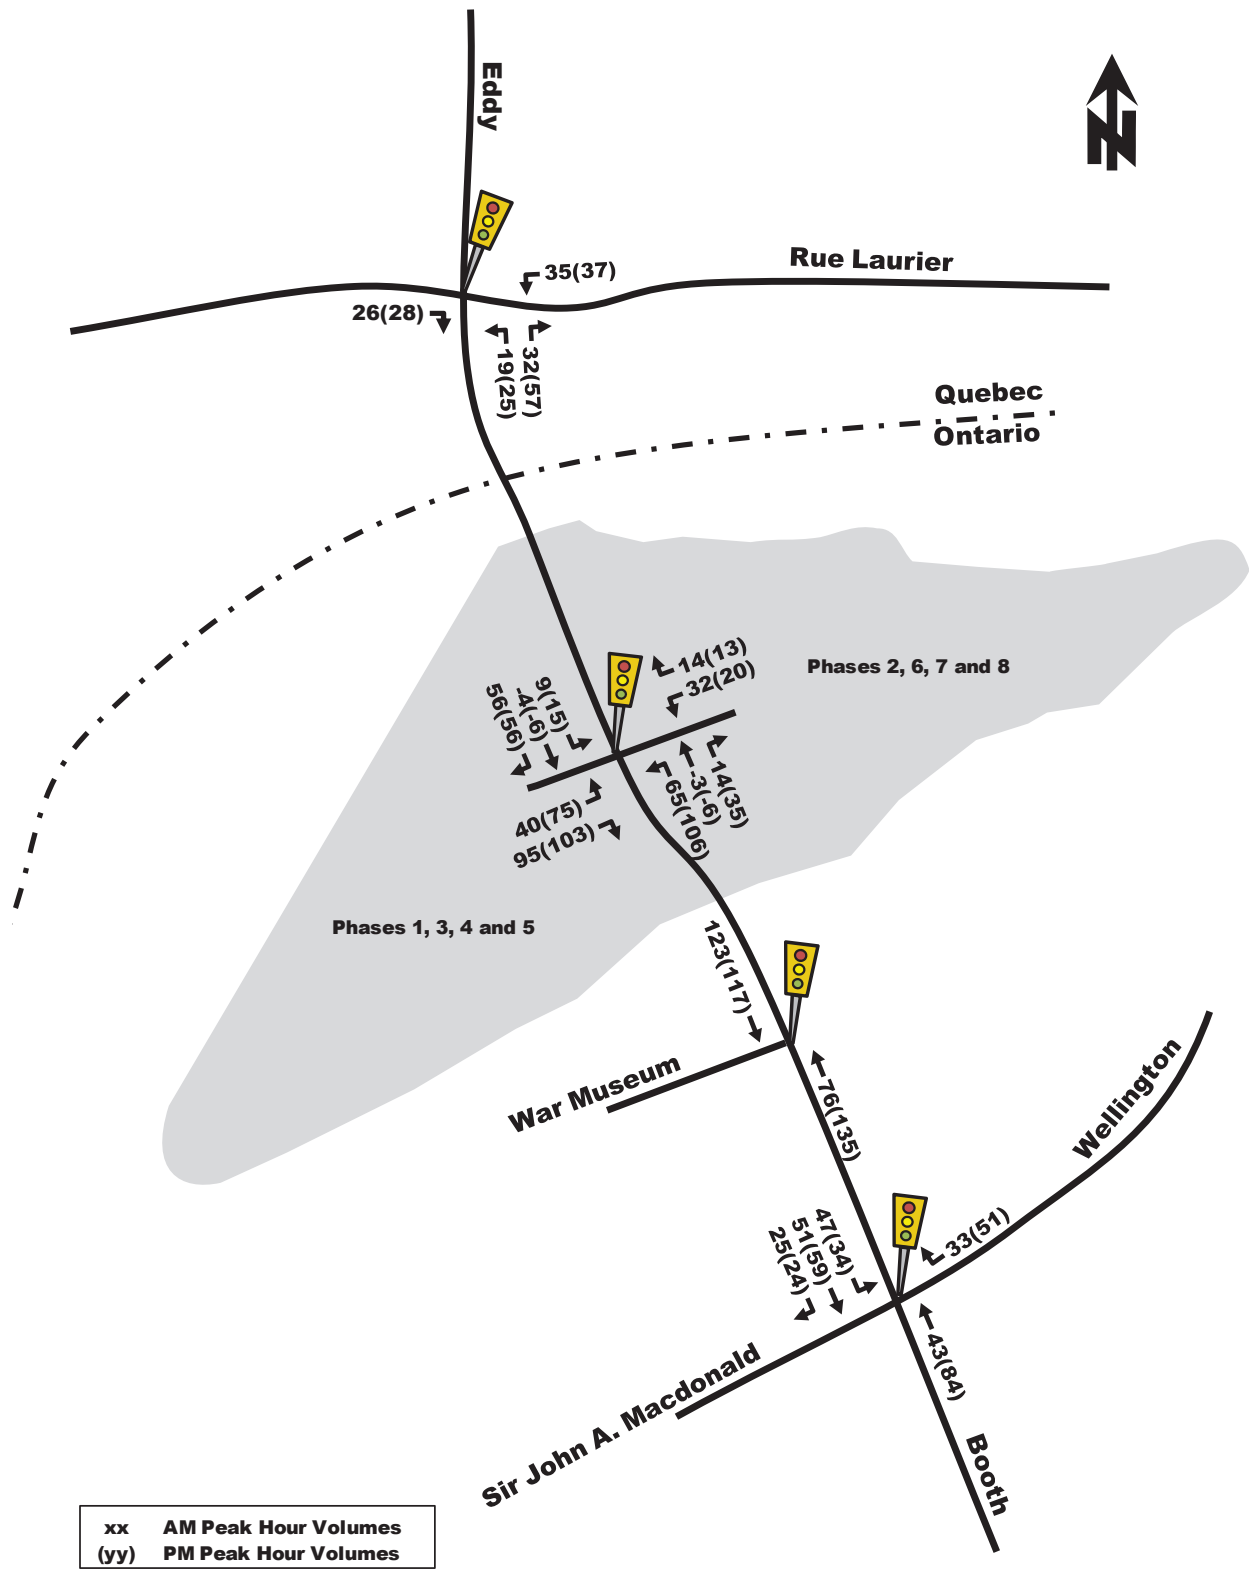 Eddy
N
Rue Laurier
35(37)
26(28)
19(25)
32(57)
Quebec
Ontario
14(13)
32(20)
Phases 2, 6, 7 and 8
9(15)
-4(-6)
56(56)
14(35)
-3(-6)
65(106)
40(75)
95(103)
Phases 1, 3, 4 and 5
123(117)
War Museum
76(135)
Wellington
47(34)
51(59)
25(24)
33(51)
43(84)
Sir John A. Macdonald
Booth
xx AM Peak Hour Volumes
(yy) PM Peak Hour Volumes